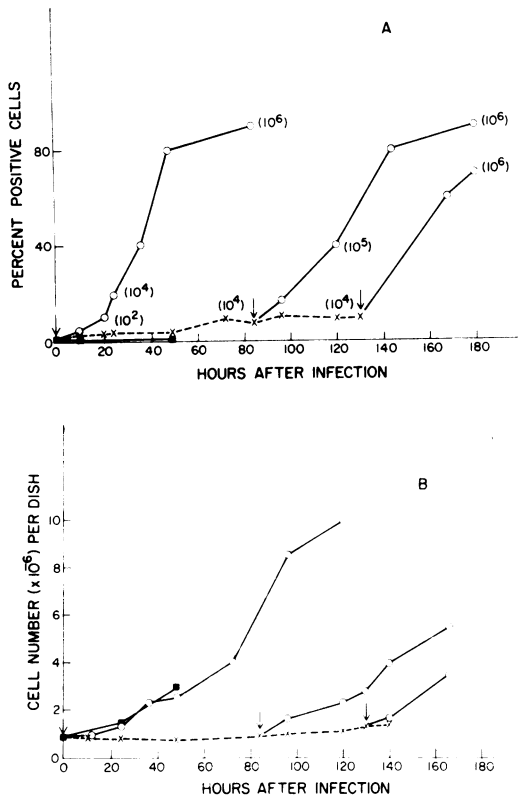 A
PERCENT POSITIVE CELLS
80
40
0
(10⁶)
(10⁶)
(10⁶)
(10⁵)
(10⁴)
(10²)
(10⁴)
(10⁴)
0 20 40 60 80 100 120 140 160 180
HOURS AFTER INFECTION
B
CELL NUMBER (x10⁻⁶) PER DISH
10
8
6
4
2
0
0 20 40 60 80 100 120 140 160 180
HOURS AFTER INFECTION